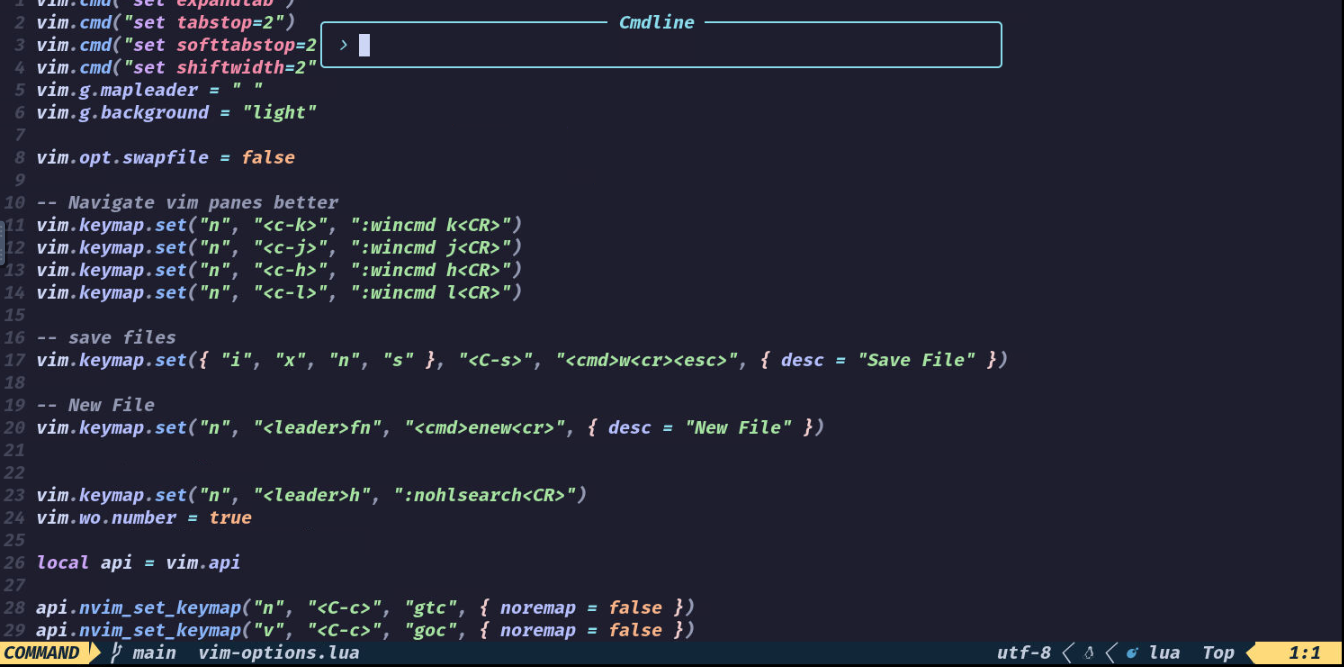 1 vim.cmd("set expandtab")
Cmdline
2 vim.cmd("set tabstop=2")
3 vim.cmd("set softtabstop=2
›
4 vim.cmd("set shiftwidth=2"
5 vim.g.mapleader = " "
6 vim.g.background = "light"
7
8 vim.opt.swapfile = false
9
10 -- Navigate vim panes better
11 vim.keymap.set("n", "<c-k>", ":wincmd k<CR>")
12 vim.keymap.set("n", "<c-j>", ":wincmd j<CR>")
13 vim.keymap.set("n", "<c-h>", ":wincmd h<CR>")
14 vim.keymap.set("n", "<c-l>", ":wincmd l<CR>")
15
16 -- save files
17 vim.keymap.set({ "i", "x", "n", "s" }, "<C-s>", "<cmd>w<cr><esc>", { desc = "Save File" })
18
19 -- New File
20 vim.keymap.set("n", "<leader>fn", "<cmd>enew<cr>", { desc = "New File" })
21
22
23 vim.keymap.set("n", "<leader>h", ":nohlsearch<CR>")
24 vim.wo.number = true
25
26 local api = vim.api
27
28 api.nvim_set_keymap("n", "<C-c>", "gtc", { noremap = false })
29 api.nvim_set_keymap("v", "<C-c>", "goc", { noremap = false })
COMMAND main vim-options.lua utf-8 lua Top 1:1